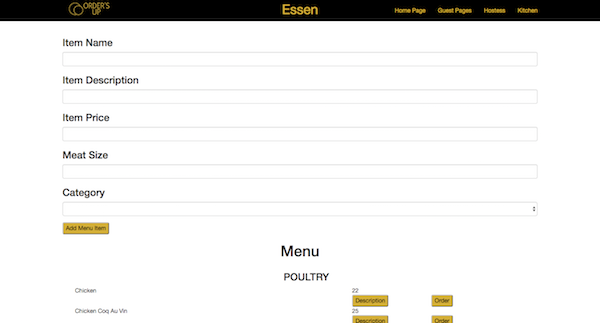 ORDER'S
UP
Essen
Home Page Guest Pages Hostess Kitchen
Item Name
Item Description
Item Price
Meat Size
Category
Add Menu Item
Menu
POULTRY
Chicken 22
Description Order
Chicken Coq Au Vin 25
Description Order